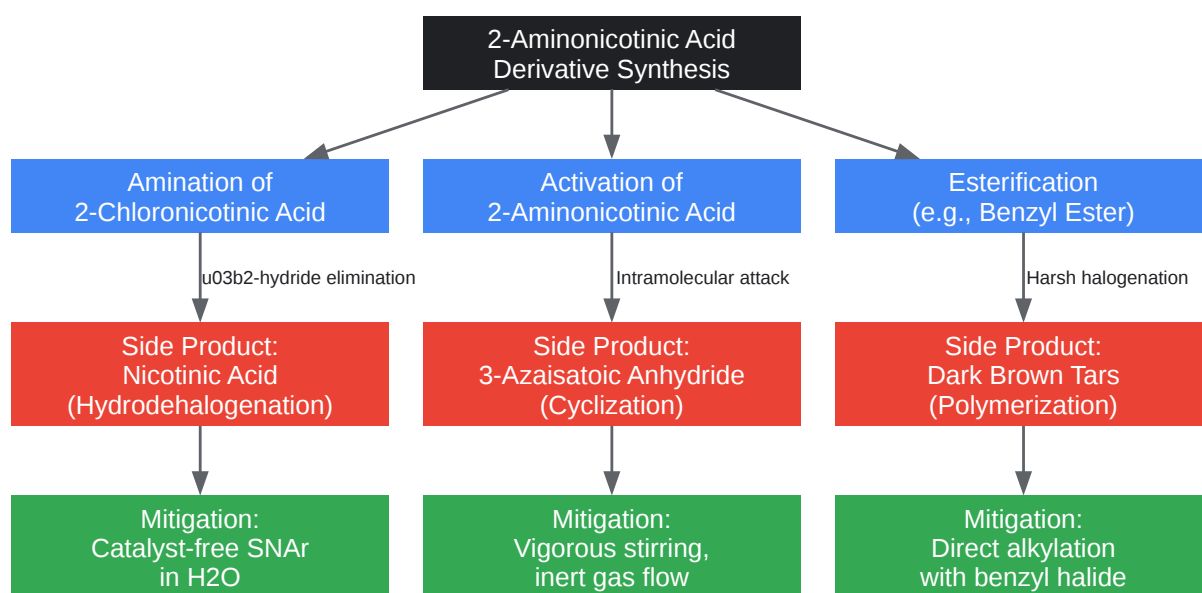 2-Aminonicotinic Acid
Derivative Synthesis
Amination of
2-Chloronicotinic Acid
Activation of
2-Aminonicotinic Acid
Esterification
(e.g., Benzyl Ester)
u03b2-hydride elimination
Intramolecular attack
Harsh halogenation
Side Product:
Nicotinic Acid
(Hydrodehalogenation)
Side Product:
3-Azaisatoic Anhydride
(Cyclization)
Side Product:
Dark Brown Tars
(Polymerization)
Mitigation:
Catalyst-free SNAr
in H2O
Mitigation:
Vigorous stirring,
inert gas flow
Mitigation:
Direct alkylation
with benzyl halide